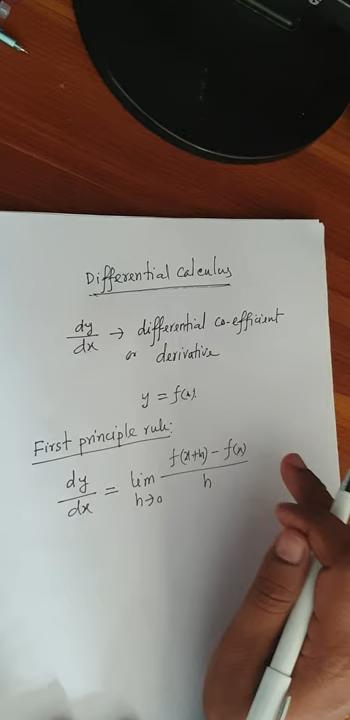 Differential Calculus
dy/dx → differential co-efficient
or derivative
y = f(x).
First principle rule:
dy/dx = lim h→0 f(x+h) - f(x) / h